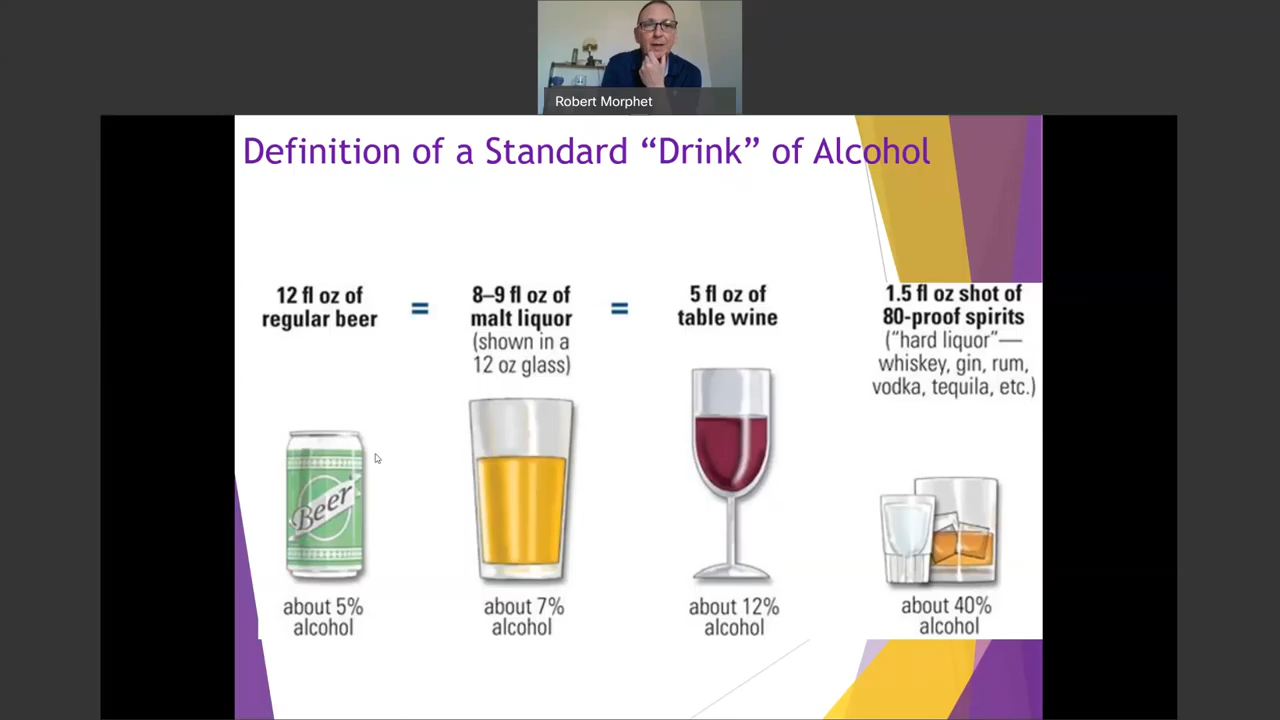 Robert Morphet
Definition of a Standard “Drink” of Alcohol
12 fl oz of
regular beer
=
8–9 fl oz of
malt liquor
(shown in a
12 oz glass)
=
5 fl oz of
table wine
1.5 fl oz shot of
80-proof spirits
(“hard liquor”—
whiskey, gin, rum,
vodka, tequila, etc.)
Beer
about 5%
alcohol
about 7%
alcohol
about 12%
alcohol
about 40%
alcohol